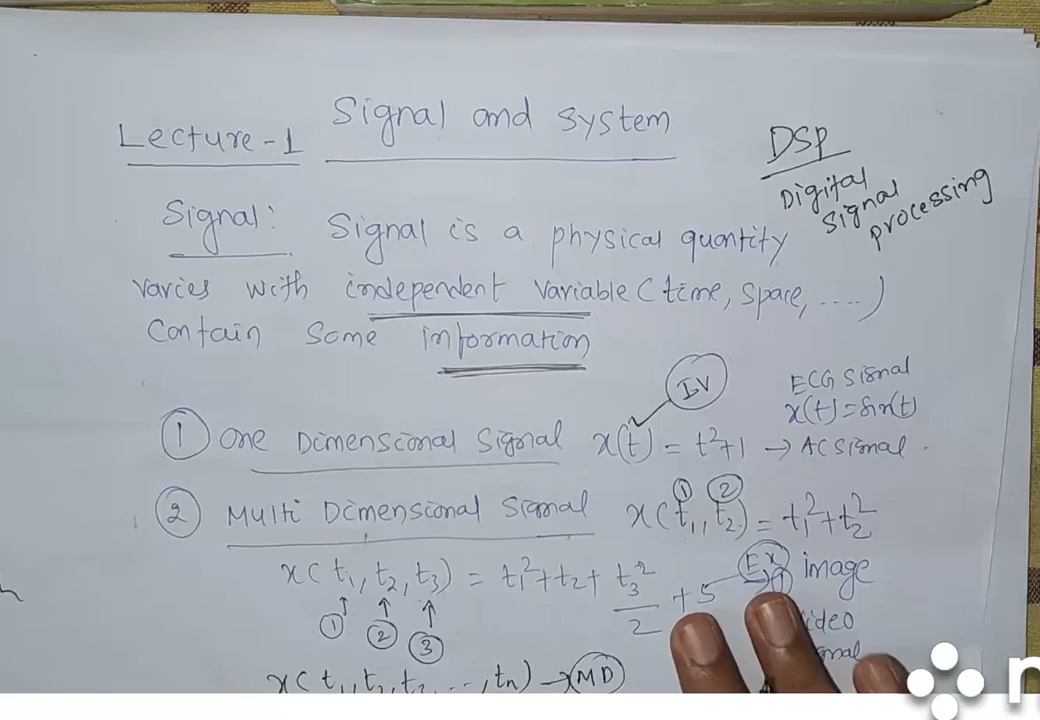 Signal and System
Lecture-1
DSP
Digital
Signal
processing
Signal: Signal is a physical quantity
varies with independent variable (time, space, ....)
Contain some information
IV
ECG Signal
x(t) = Sin(t)
① One Dimensional Signal x(t) = t²+1 → AC Signal
② Multi Dimensional Signal x(t₁, t₂) = t₁²+t₂²
① ②
x(t₁, t₂, t₃) = t₁²+t₂+ t₃²/2 +5
Ex image
① ② ③
x(t₁, t₂, t₃ ..., tn) → MD